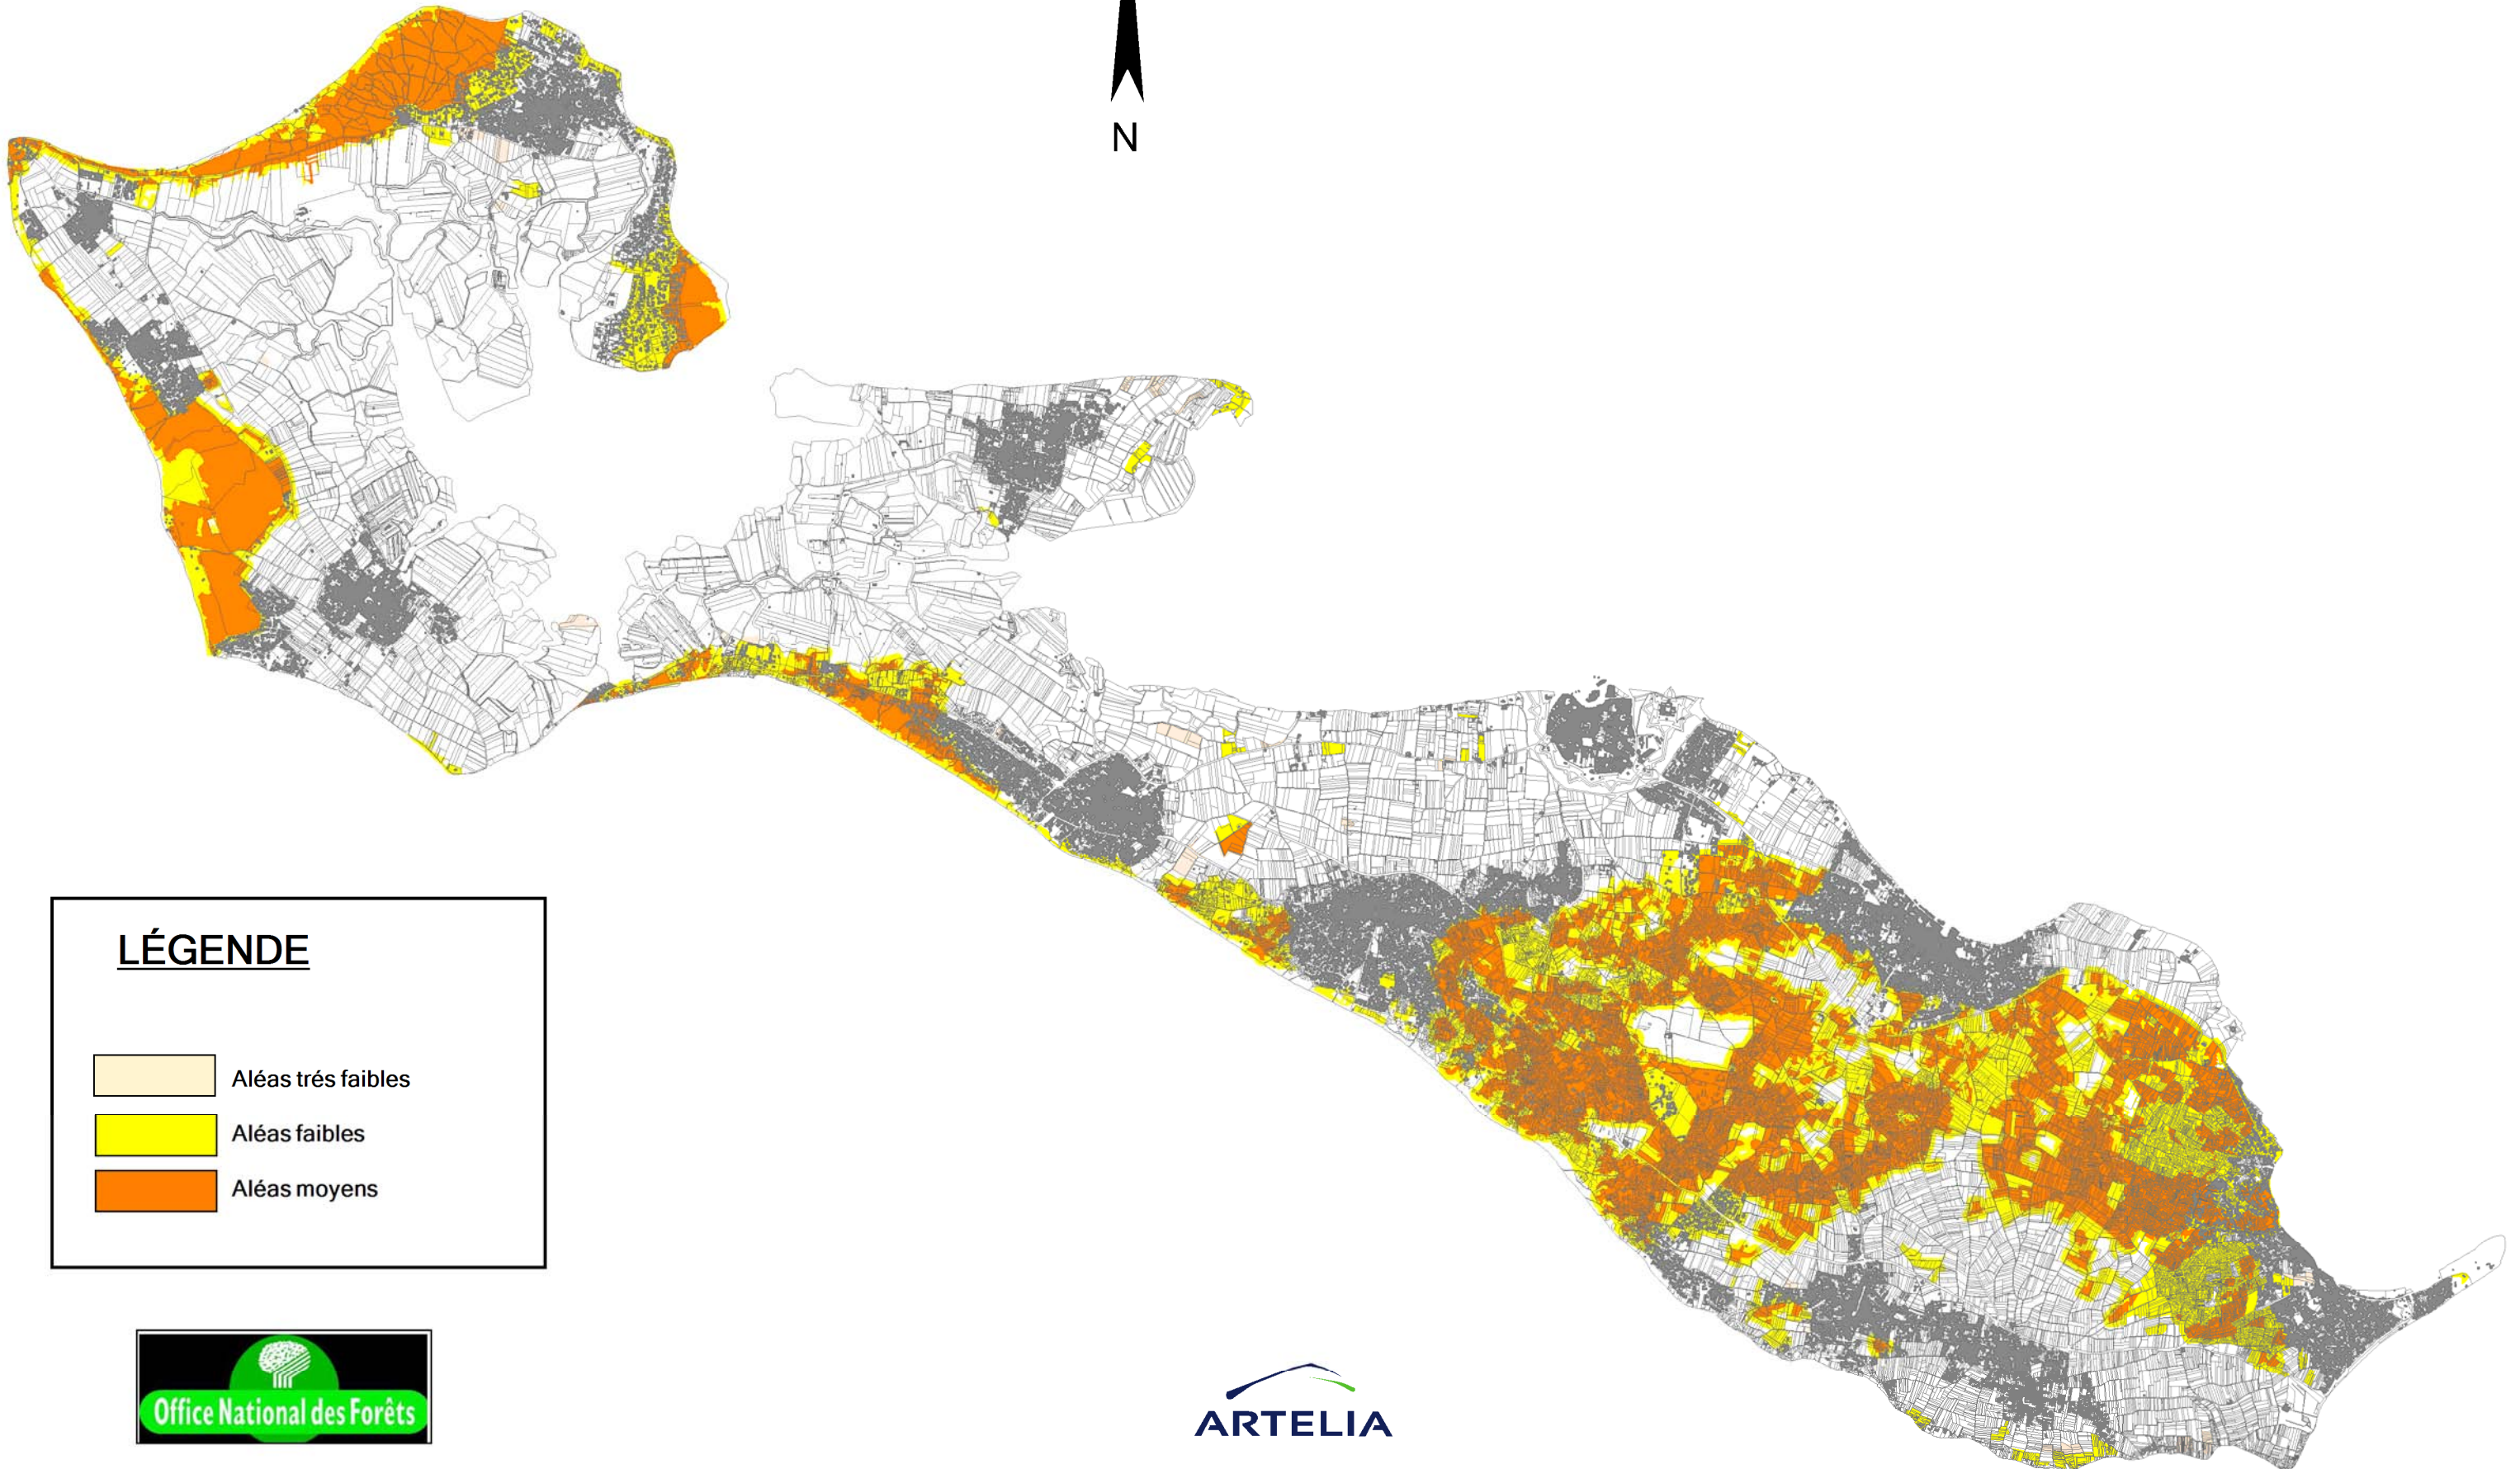 N
LÉGENDE
Aléas trés faibles
Aléas faibles
Aléas moyens
Office National des Forêts
ARTELIA